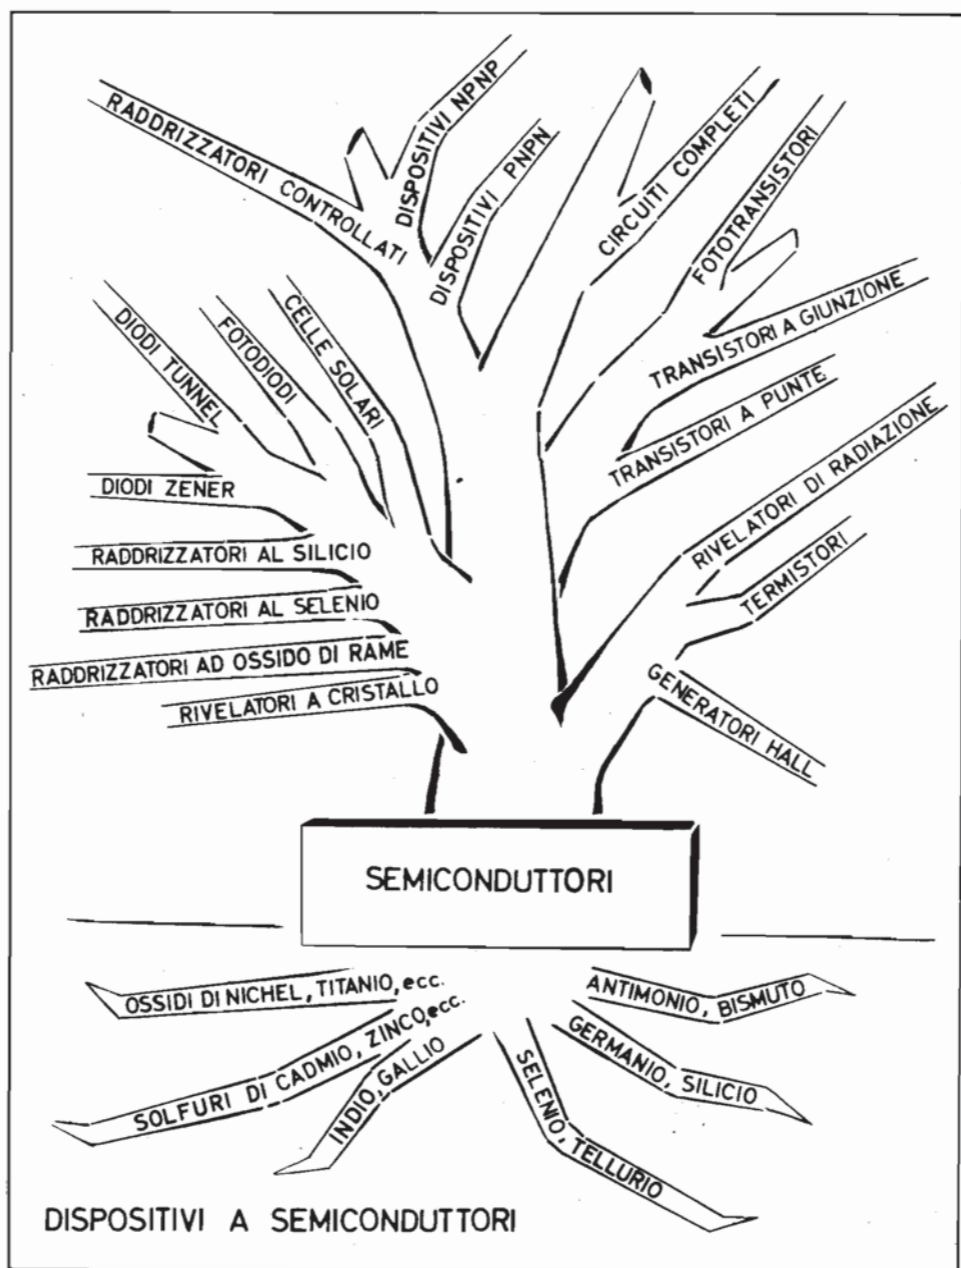 RADDRIZZATORI CONTROLLATI
DISPOSITIVI NPNP
DISPOSITIVI PNPN
CIRCUITI COMPLETI
FOTOTRANSISTORI
TRANSISTORI A GIUNZIONE
TRANSISTORI A PUNTE
RIVELATORI DI RADIAZIONE
TERMISTORI
GENERATORI HALL
CELLE SOLARI
FOTODIODI
DIODI TUNNEL
DIODI ZENER
RADDRIZZATORI AL SILICIO
RADDRIZZATORI AL SELENIO
RADDRIZZATORI AD OSSIDO DI RAME
RIVELATORI A CRISTALLO
SEMICONDUTTORI
OSSIDI DI NICHEL, TITANIO, ecc.
SOLFURI DI CADMIO, ZINCO, ecc.
INDIO, GALLIO
SELENIO, TELLURIO
GERMANIO, SILICIO
ANTIMONIO, BISMUTO
DISPOSITIVI A SEMICONDUTTORI